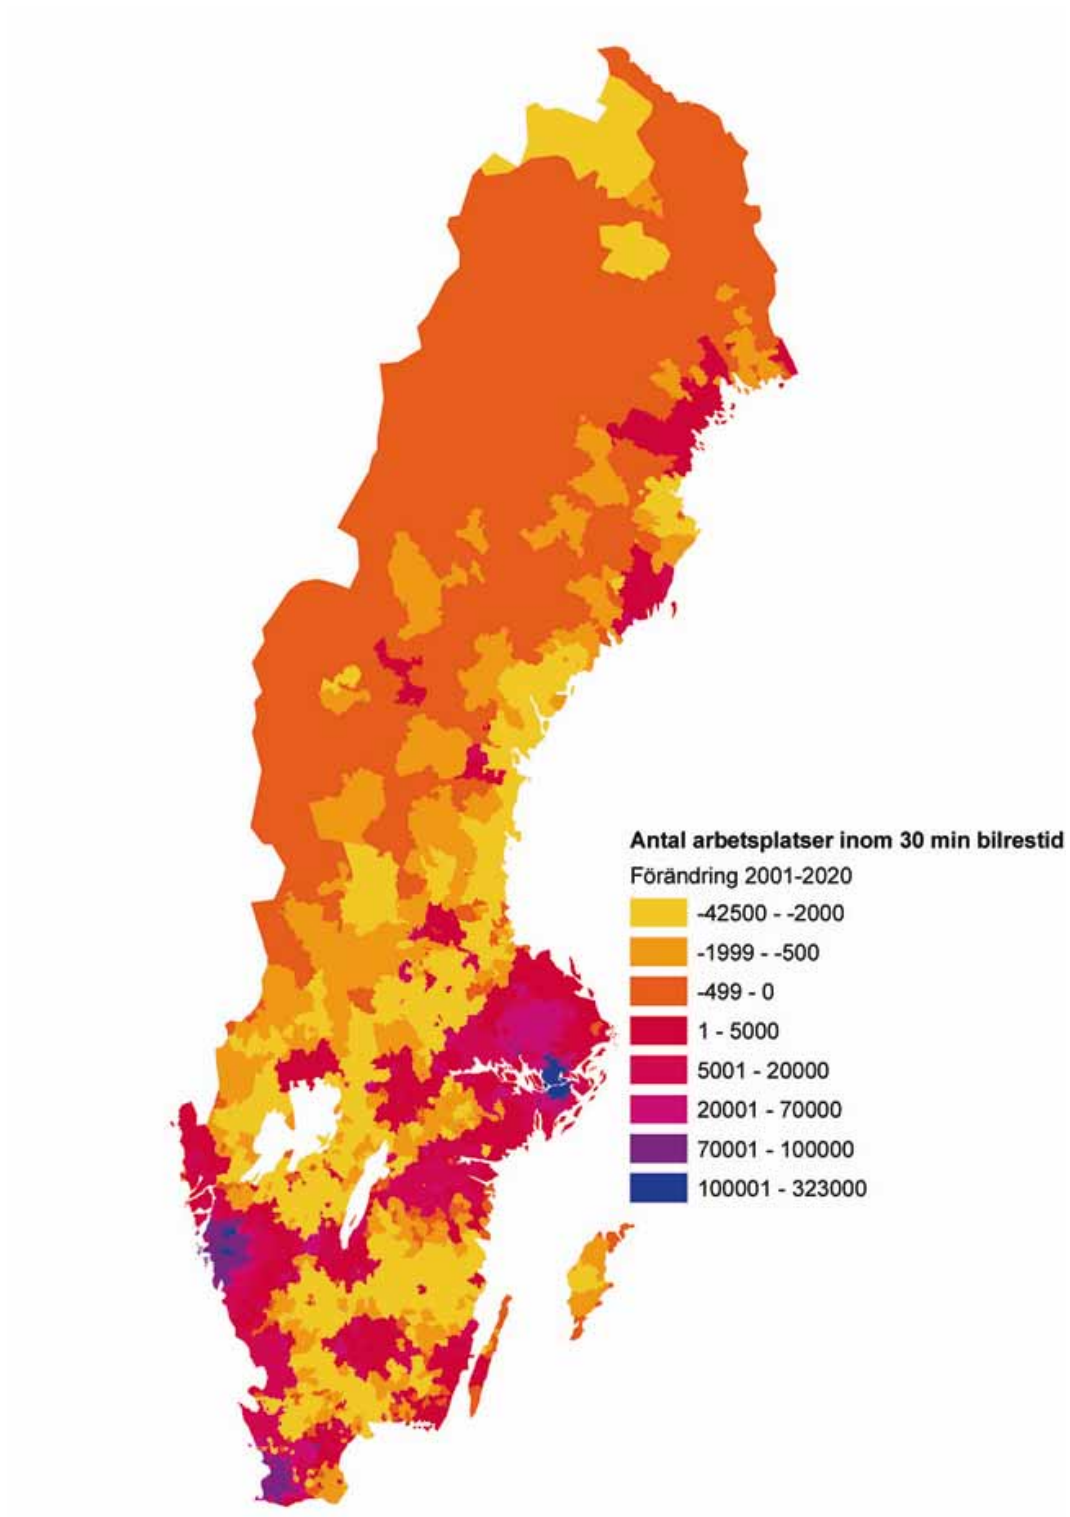 Antal arbetsplatser inom 30 min bilrestid
Förändring 2001-2020
-42500 - -2000
-1999 - -500
-499 - 0
1 - 5000
5001 - 20000
20001 - 70000
70001 - 100000
100001 - 323000